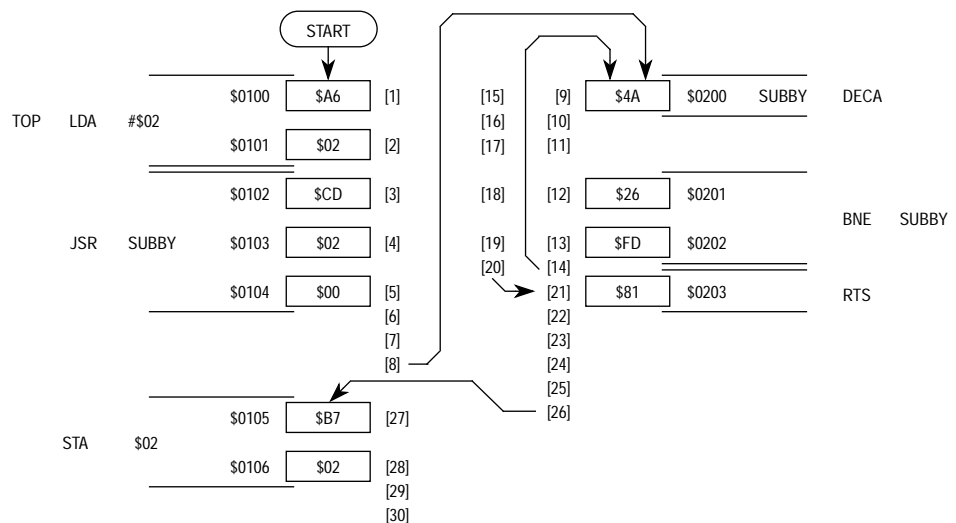 START
$0100 $A6 [1] [15] [9] $4A $0200 SUBBY DECA
TOP LDA #$02 [16] [10]
$0101 $02 [2] [17] [11]
$0102 $CD [3] [18] [12] $26 $0201
BNE SUBBY
JSR SUBBY $0103 $02 [4] [19] [13] $FD $0202
[20] [14]
$0104 $00 [5] [21] $81 $0203 RTS
[6] [22]
[7] [23]
[8] [24]
[25]
$0105 $B7 [27] [26]
STA $02
$0106 $02 [28]
[29]
[30]